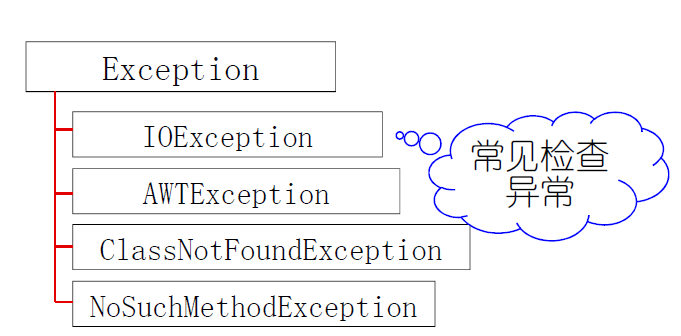 Exception
IOException
常见检查
异常
AWTException
ClassNotFoundException
NoSuchMethodException